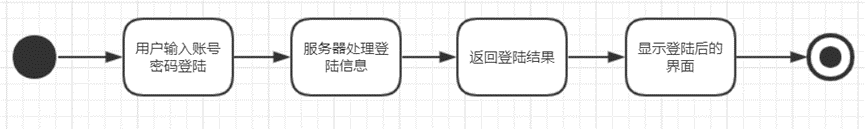 用户输入账号
密码登陆
服务器处理登
陆信息
返回登陆结果
显示登陆后的
界面